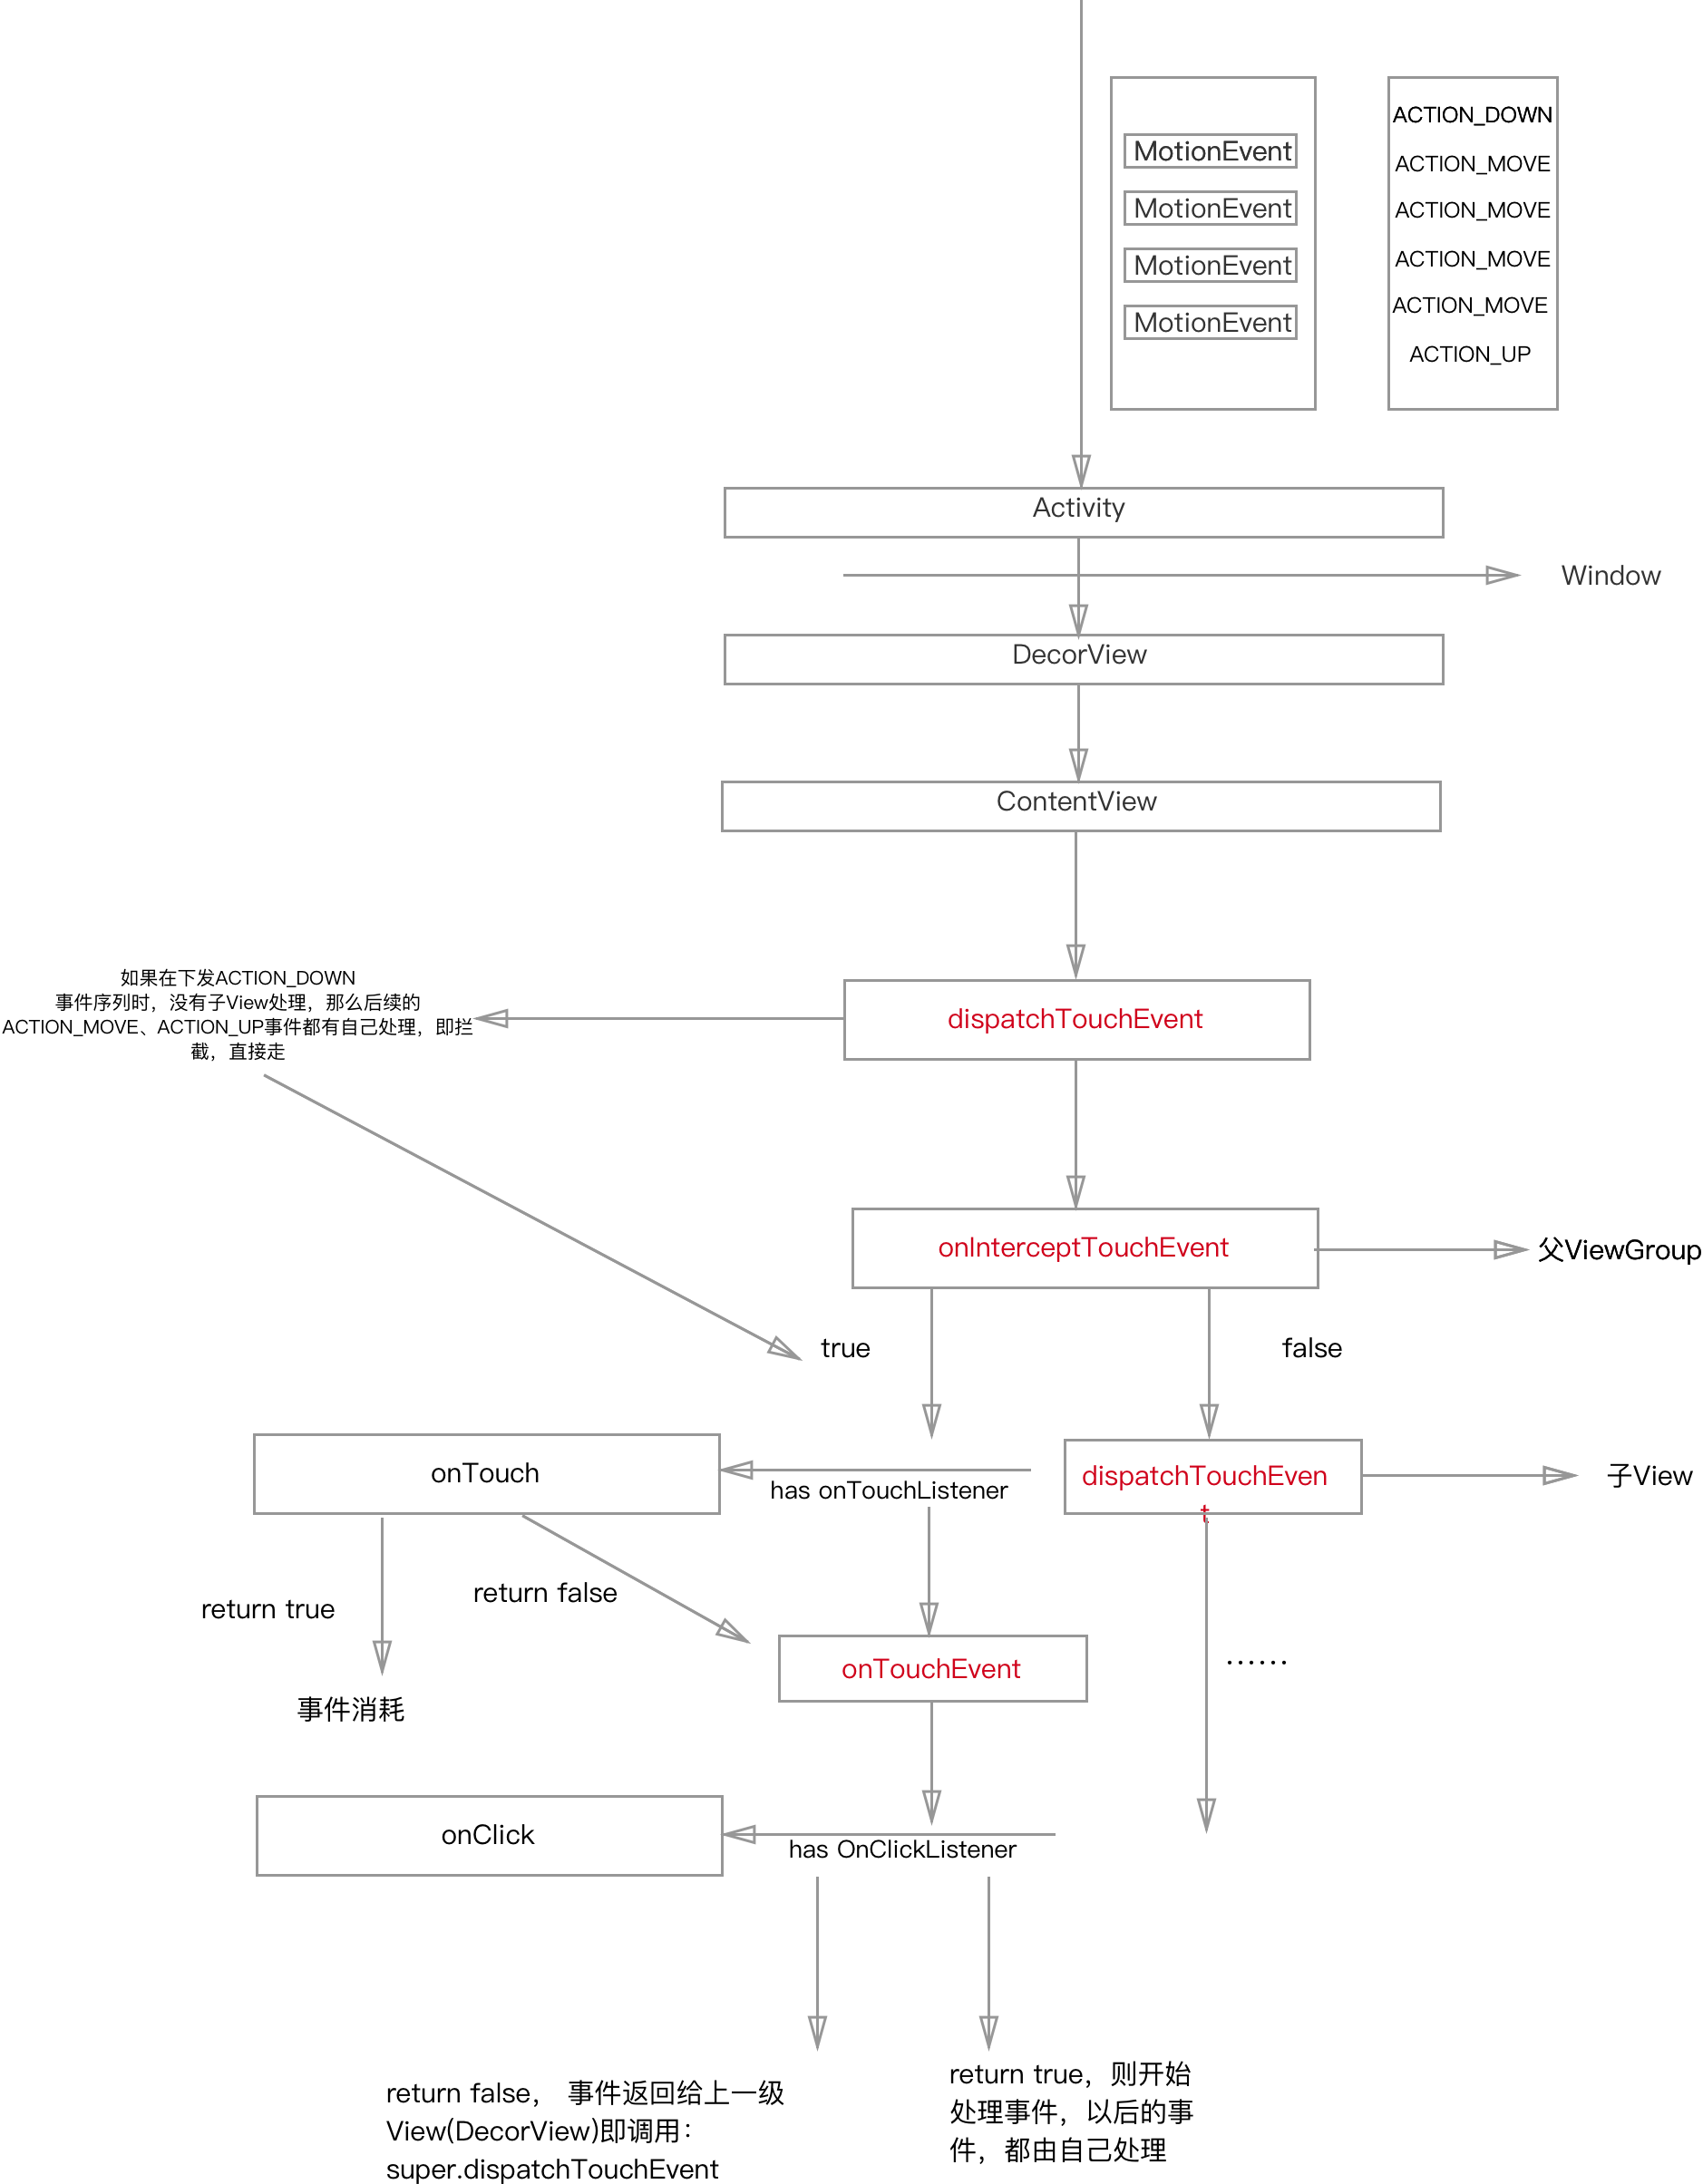 MotionEvent
MotionEvent
MotionEvent
MotionEvent
ACTION_DOWN
ACTION_MOVE
ACTION_MOVE
ACTION_MOVE
ACTION_MOVE
ACTION_UP
Activity
Window
DecorView
ContentView
如果在下发ACTION_DOWN
事件序列时，没有子View处理，那么后续的
ACTION_MOVE、ACTION_UP事件都有自己处理，即拦
截，直接走
dispatchTouchEvent
onInterceptTouchEvent
父ViewGroup
true
false
onTouch
has onTouchListener
dispatchTouchEven
t
子View
return true
return false
事件消耗
onTouchEvent
......
onClick
has OnClickListener
return false， 事件返回给上一级
View(DecorView)即调用：
super.dispatchTouchEvent
return true，则开始
处理事件，以后的事
件，都由自己处理